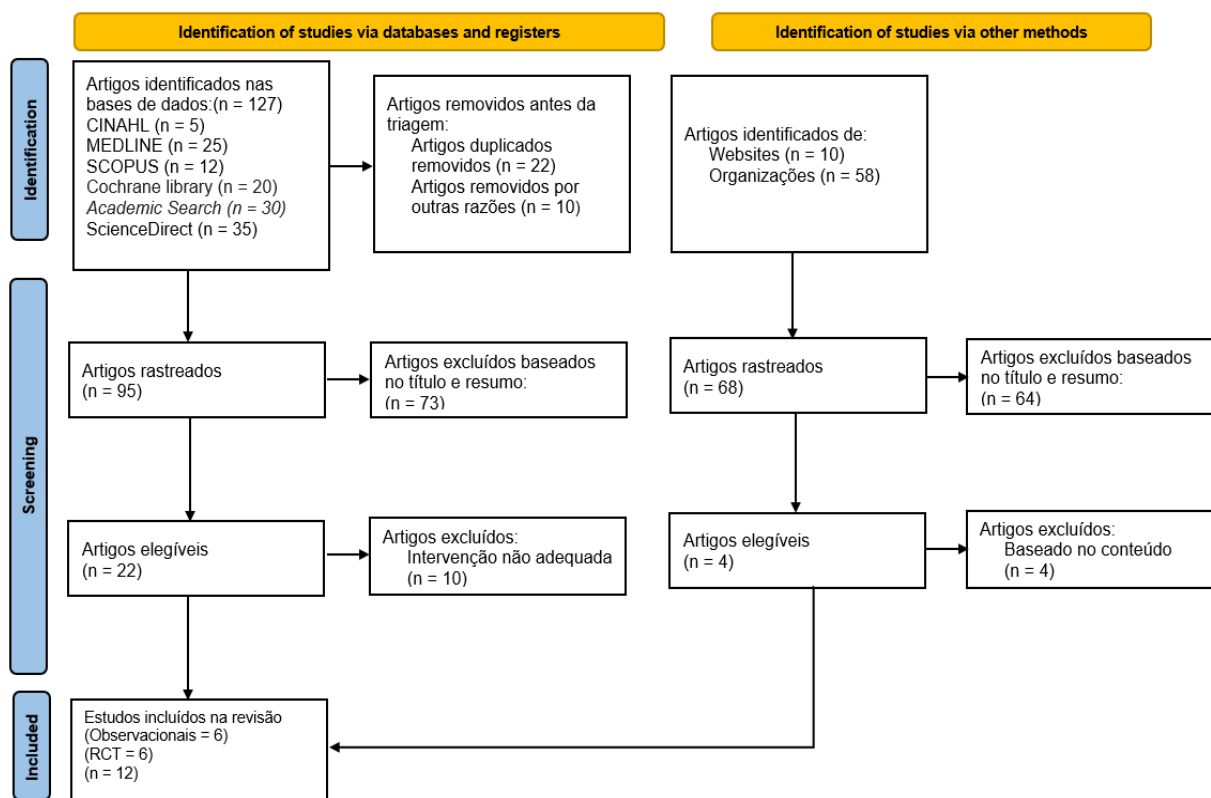 Identification of studies via databases and registers
Identification of studies via other methods
Identification
Artigos identificados nas
bases de dados:(n = 127)
CINAHL (n = 5)
MEDLINE (n = 25)
SCOPUS (n = 12)
Cochrane library (n = 20)
Academic Search (n = 30)
ScienceDirect (n = 35)
Artigos removidos antes da
triagem:
Artigos duplicados
removidos (n = 22)
Artigos removidos por
outras razões (n = 10)
Artigos identificados de:
Websites (n = 10)
Organizações (n = 58)
Screening
Artigos rastreados
(n = 95)
Artigos excluídos baseados
no título e resumo:
(n = 73)
Artigos rastreados
(n = 68)
Artigos excluídos baseados
no título e resumo:
(n = 64)
Artigos elegíveis
(n = 22)
Artigos excluídos:
Intervenção não adequada
(n = 10)
Artigos elegíveis
(n = 4)
Artigos excluídos:
Baseado no conteúdo
(n = 4)
Included
Estudos incluídos na revisão
(Observacionais = 6)
(RCT = 6)
(n = 12)